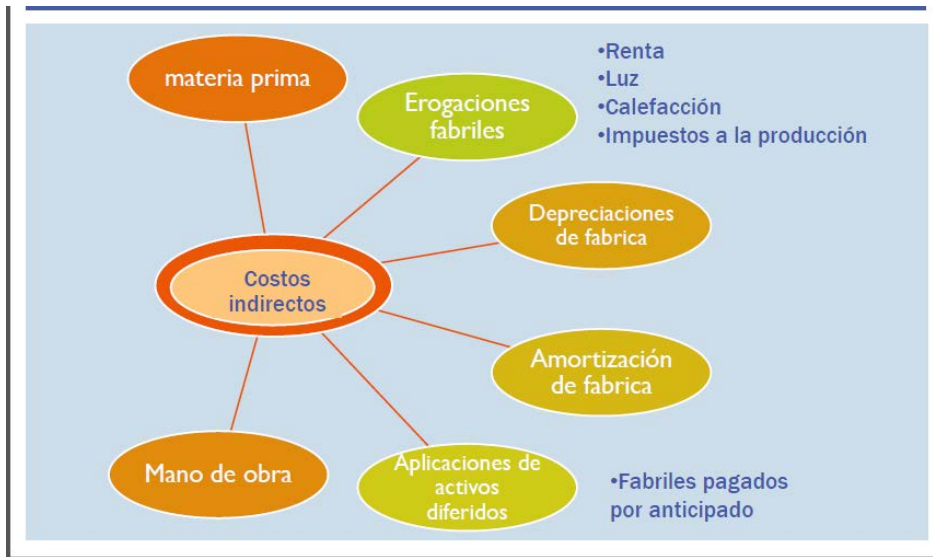 materia prima
Erogaciones
fabriles
•Renta
•Luz
•Calefacción
•Impuestos a la producción
Depreciaciones
de fabrica
Costos
indirectos
Amortización
de fabrica
Mano de obra
Aplicaciones de
activos
diferidos
•Fabriles pagados
por anticipado